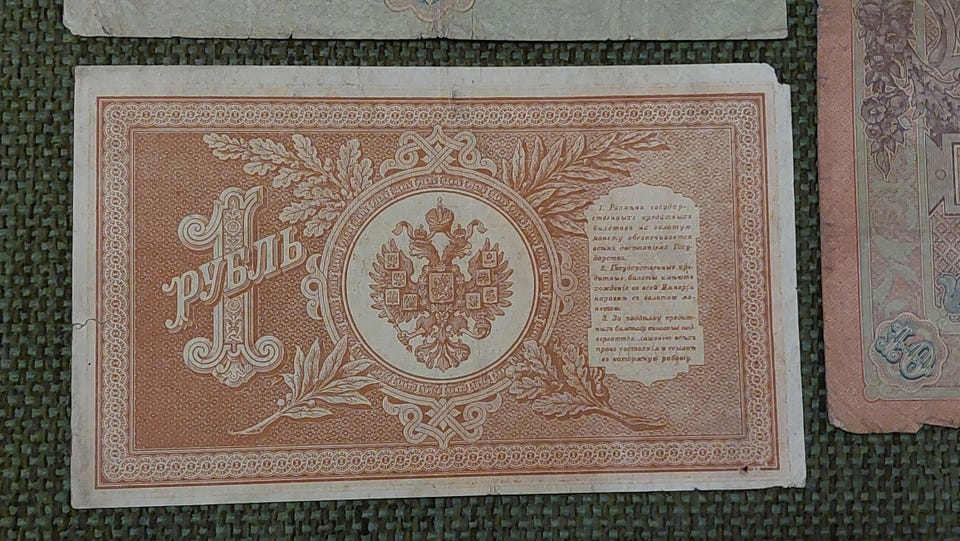 1 РУБЛЬ
1. Размѣнъ государ-
ственныхъ кредитныхъ
билетовъ на золотую
монету обезпечивается
всѣмъ достояніемъ Госу-
дарства.
2. Государственные кре-
дитные билеты имѣютъ
хожденіе во всей Имперіи
наравнѣ съ золотою мо-
нетою.
3. За поддѣлку кредит-
ныхъ билетовъ виновные под-
вергаются лишенію всѣхъ
правъ состоянія и ссылкѣ
въ каторжную работу.